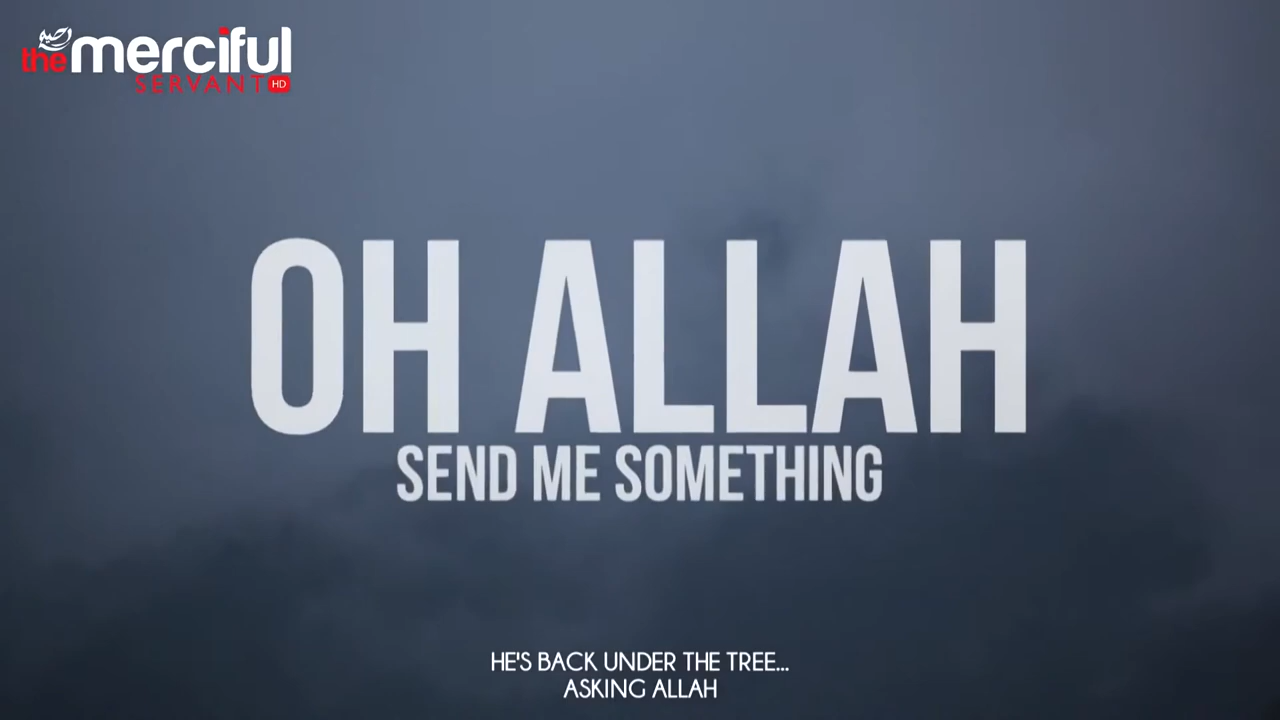 the merciful
SERVANT HD
OH ALLAH
SEND ME SOMETHING
HE'S BACK UNDER THE TREE...
ASKING ALLAH